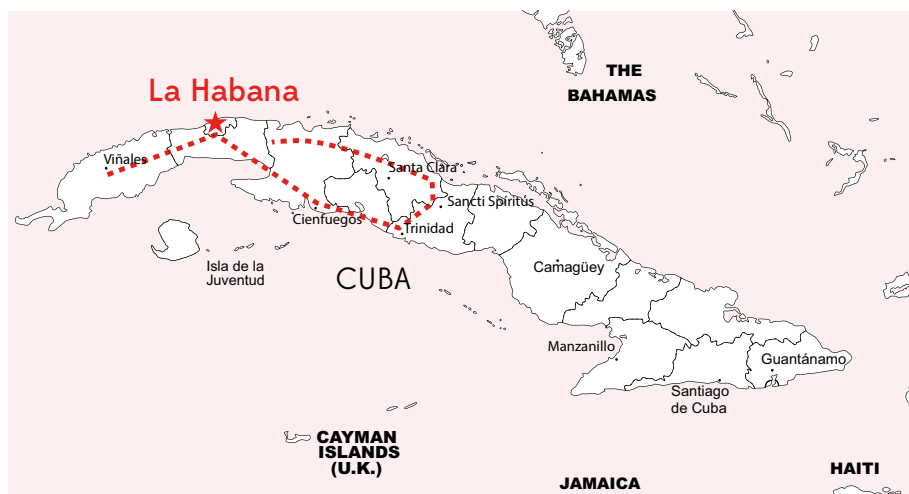 THE
BAHAMAS
La Habana
Viñales
Santa Clara
Sancti Spíritus
Cienfuegos
Trinidad
Isla de la
Juventud
CUBA
Camagüey
Manzanillo
Guantánamo
Santiago
de Cuba
CAYMAN
ISLANDS
(U.K.)
JAMAICA
HAITI